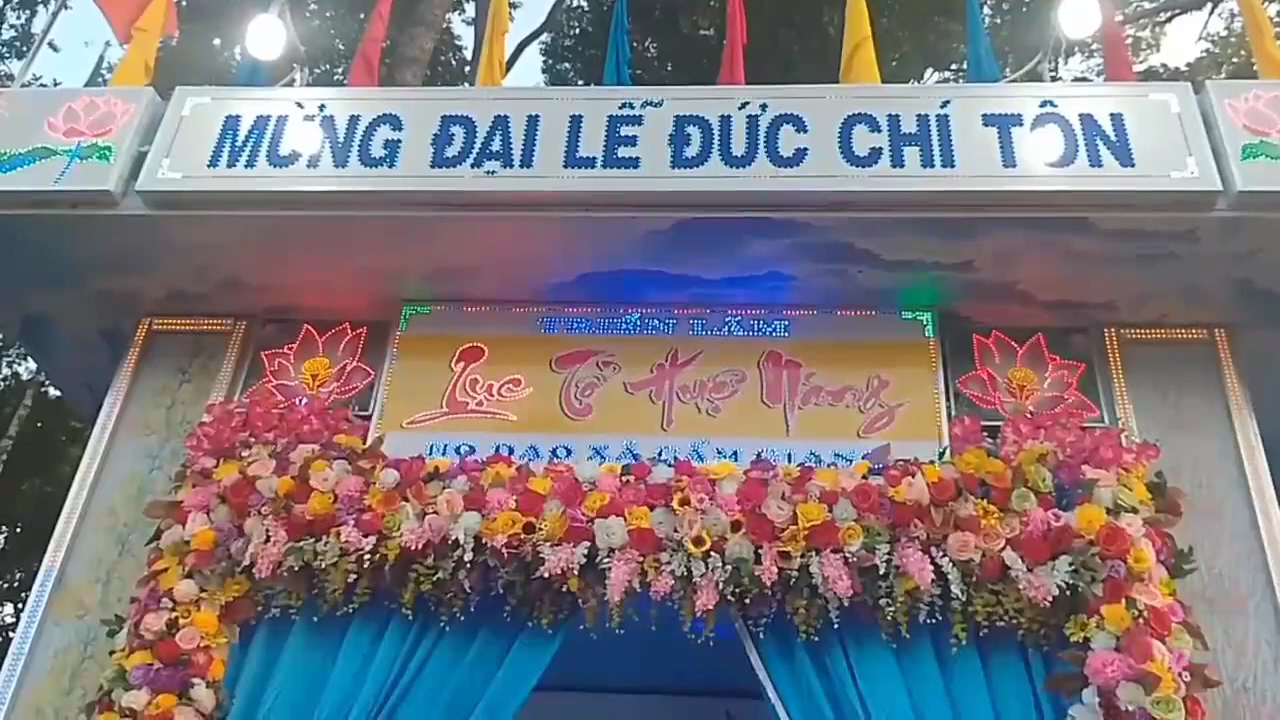 MỪNG ĐẠI LỄ ĐỨC CHÍ TÔN
TRIỂN LÃM
Lục Tổ Huệ Năng